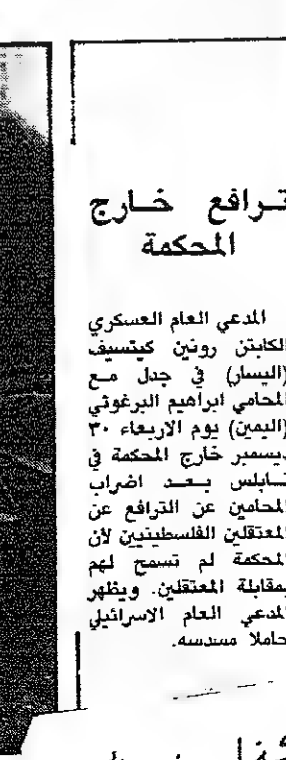 ترافع خارج
المحكمة
المدعي العام العسكري
الكابتن رونين كيتسيف
(اليسار) في جدل مع
المحامي ابراهيم البرغوثي
(اليمين) يوم الاربعاء ٣٠
ديسمبر خارج المحكمة في
نابلس بعد اضراب
المحامين عن الترافع عن
المعتقلين الفلسطينيين لأن
المحكمة لم تسمح لهم
بمقابلة المعتقلين. ويظهر
المدعي العام الاسرائيلي
حاملا مسدسه.